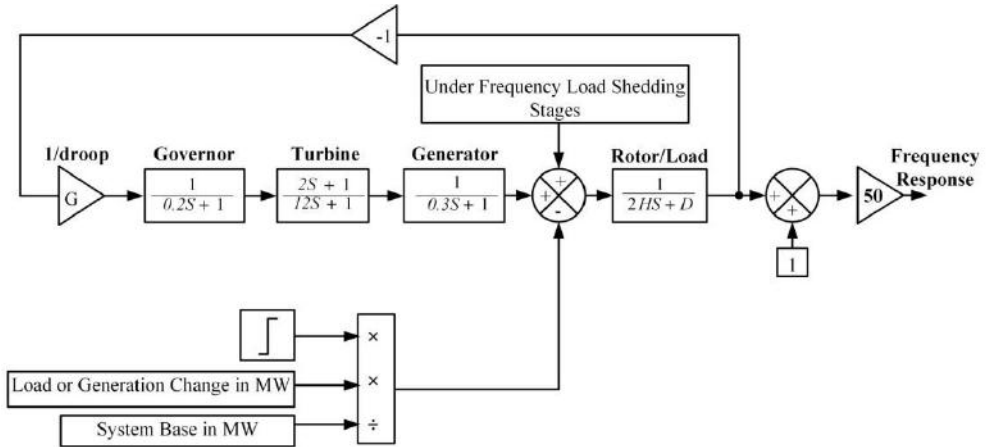 -1
Under Frequency Load Shedding
Stages
1/droop
Governor
Turbine
Generator
Rotor/Load
Frequency
Response
G
1
0.2S + 1
2S + 1
12S + 1
1
0.3S + 1
+
+
-
1
2HS + D
+
+
50
1
×
Load or Generation Change in MW
×
System Base in MW
÷